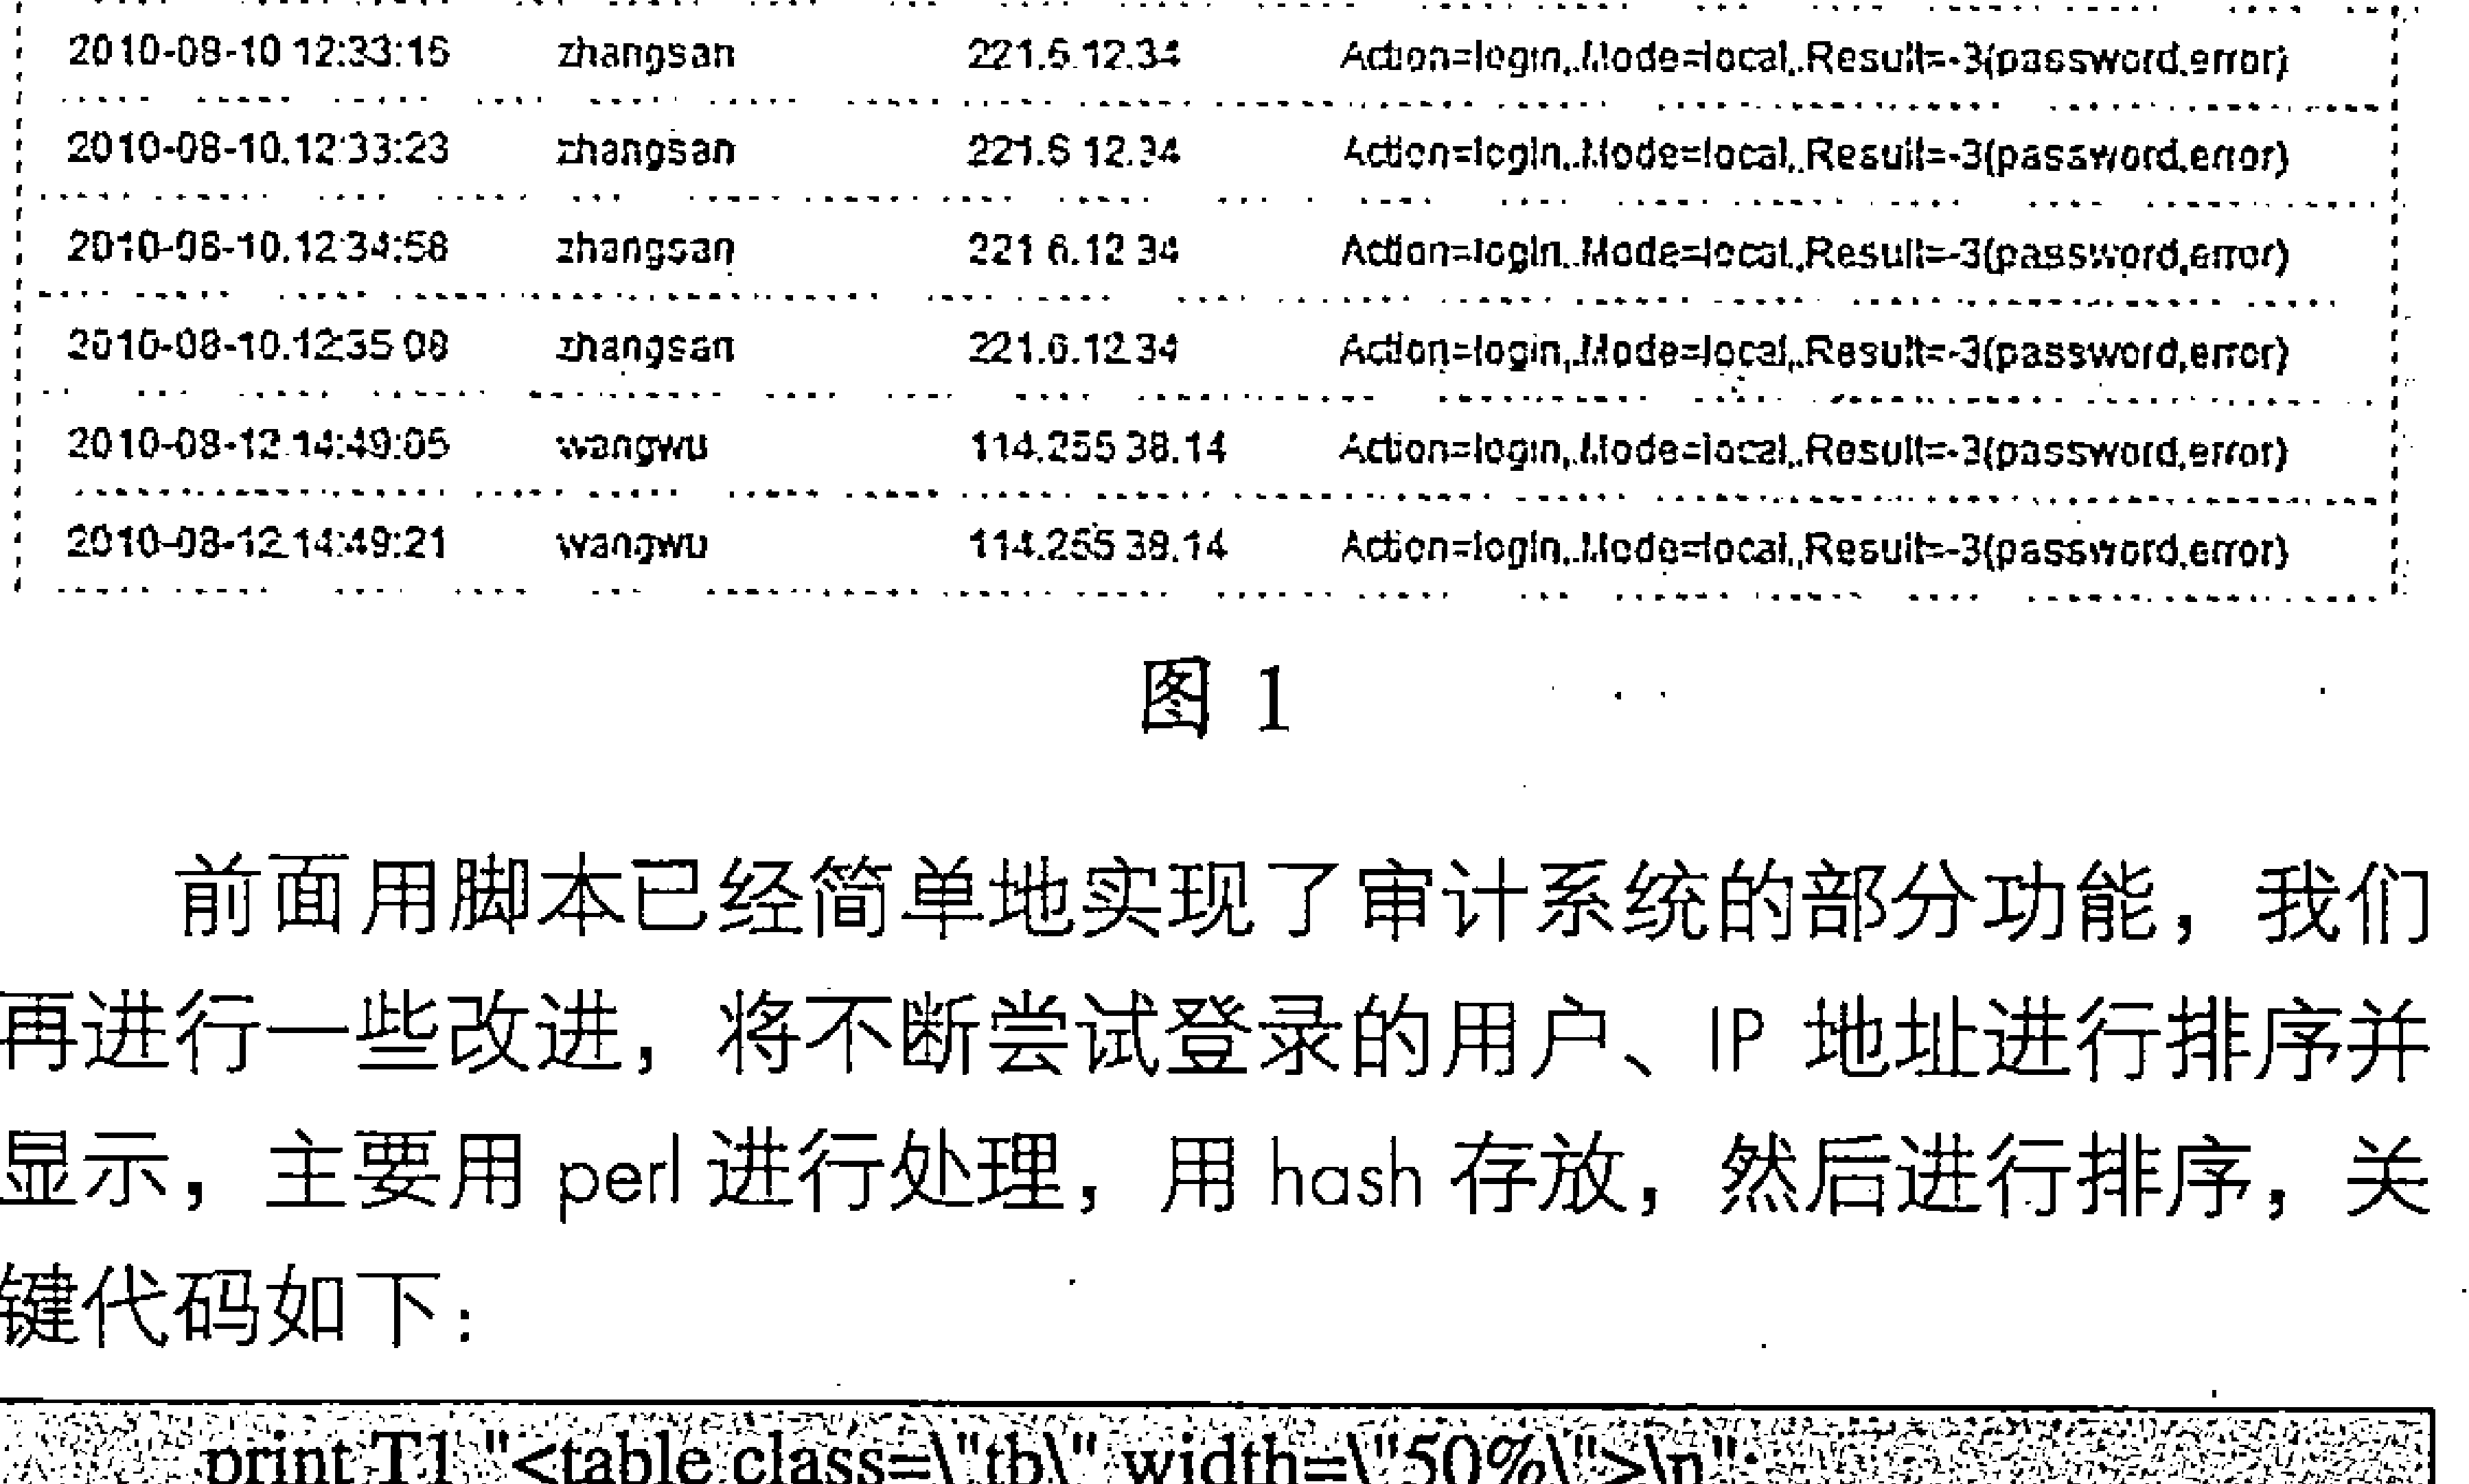 2010-08-10 12:33:16 zhangsan 221.6.12.34 Action=login,.Mode=local,.Result=-3(password.error)
2010-08-10.12:33:23 zhangsan 221.6.12.34 Action=login,.Mode=local,.Result=-3(password.error)
2010-08-10.12:34:58 zhangsan 221.6.12.34 Action=login,.Mode=local,.Result=-3(password.error)
2010-08-10.12:35:08 zhangsan 221.6.12.34 Action=login,.Mode=local,.Result=-3(password.error)
2010-08-12.14:49:05 wangwu 114.255.38.14 Action=login,.Mode=local,.Result=-3(password.error)
2010-08-12.14:49:21 wangwu 114.255.38.14 Action=login,.Mode=local,.Result=-3(password.error)
图 1
前面用脚本已经简单地实现了审计系统的部分功能，我们
再进行一些改进，将不断尝试登录的用户、IP 地址进行排序并
显示，主要用 perl 进行处理，用 hash 存放，然后进行排序，关
键代码如下：
print T1 "<table class=\"tb\" width=\"50%\">\n";